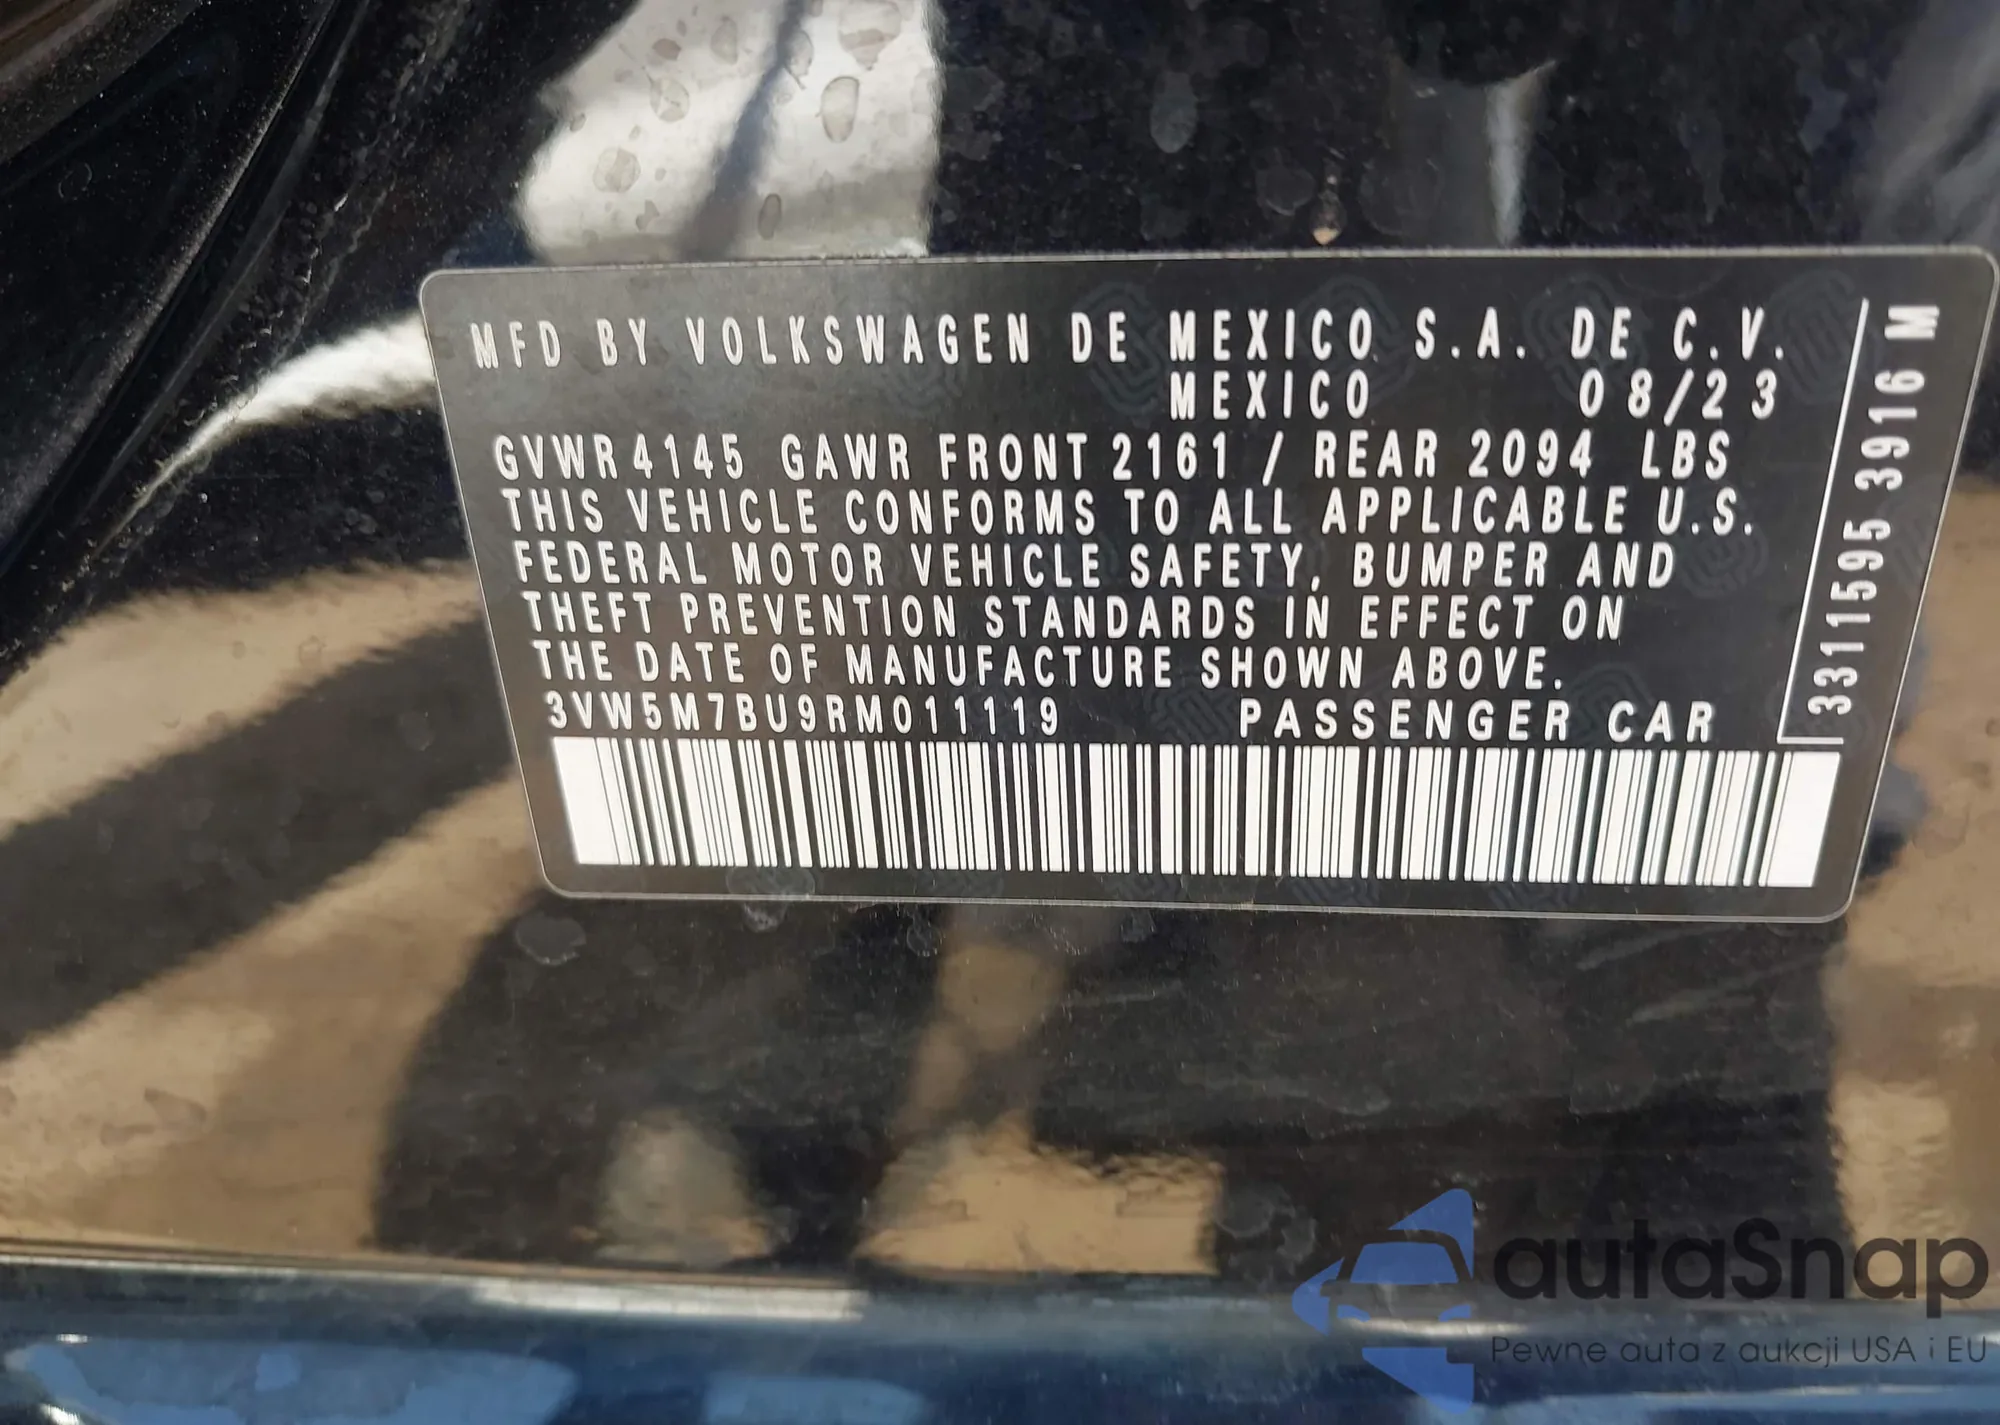 MFD BY VOLKSWAGEN DE MEXICO S.A. DE C.V.
MEXICO 08/23
GVWR 4145 GAWR FRONT 2161 / REAR 2094 LBS
THIS VEHICLE CONFORMS TO ALL APPLICABLE U.S.
FEDERAL MOTOR VEHICLE SAFETY, BUMPER AND
THEFT PREVENTION STANDARDS IN EFFECT ON
THE DATE OF MANUFACTURE SHOWN ABOVE.
3VW5M7BU9RM011119 PASSENGER CAR
3311595 3916 M
autaSnap
Pewne auta z aukcji USA i EU